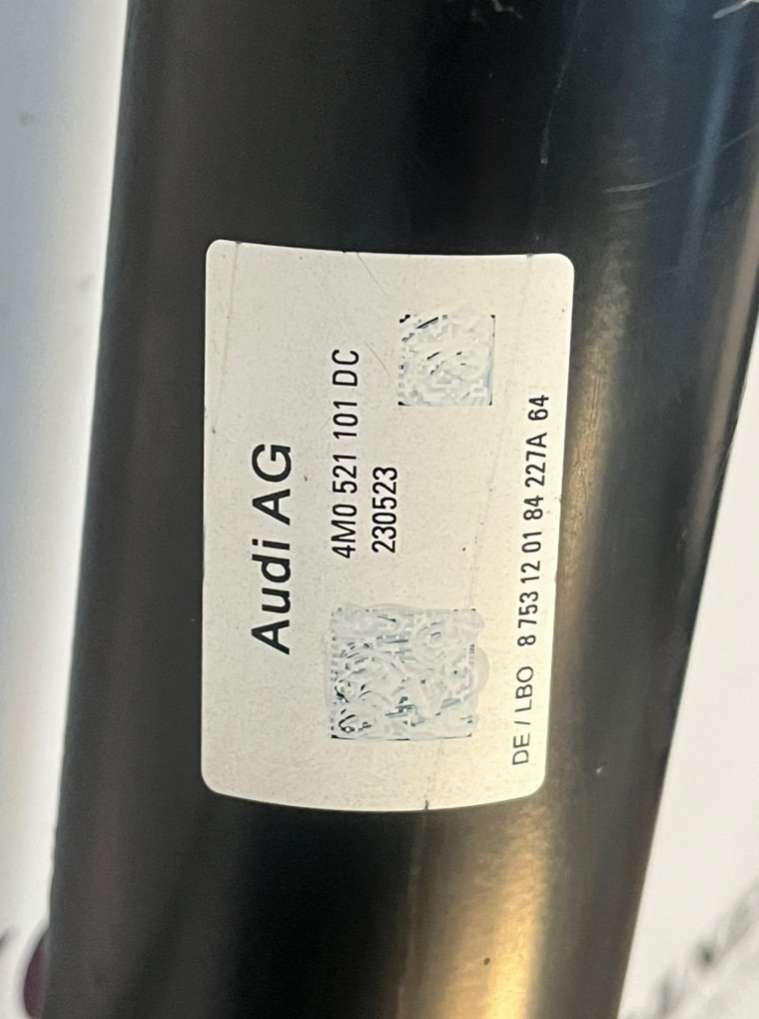 Audi AG
4M0 521 101 DC
230523
DE / LBO 8 753 12 01 84 227A 64